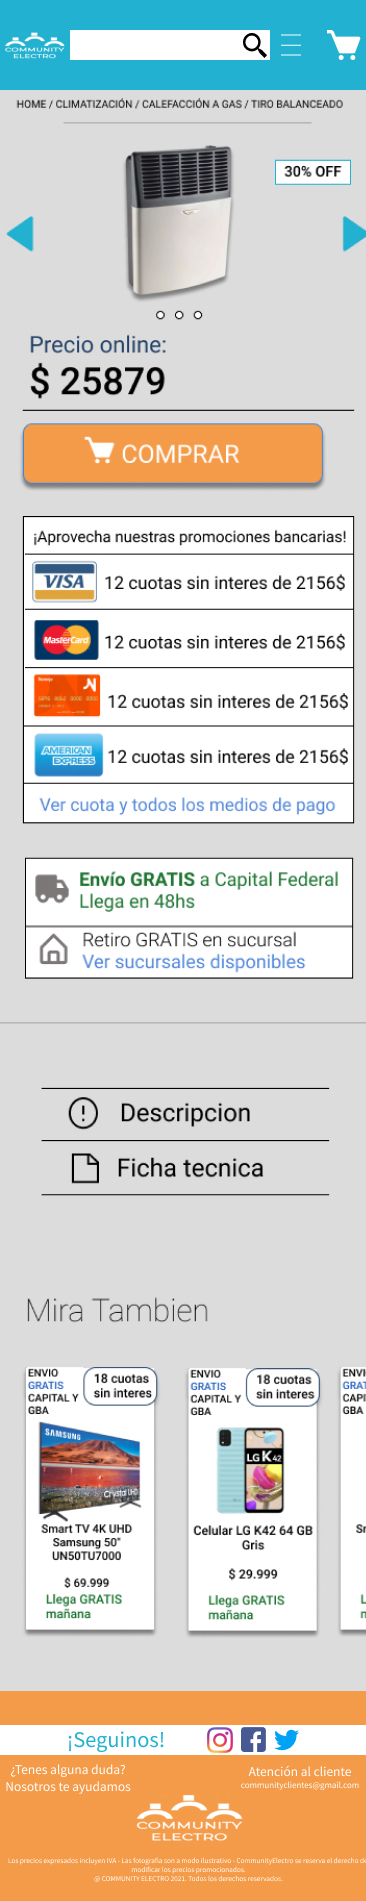 COMMUNITY
ELECTRO
HOME / CLIMATIZACIÓN / CALEFACCIÓN A GAS / TIRO BALANCEADO
30% OFF
Precio online:
$ 25879
COMPRAR
¡Aprovecha nuestras promociones bancarias!
VISA
12 cuotas sin interes de 2156$
MasterCard
12 cuotas sin interes de 2156$
Naranja
12 cuotas sin interes de 2156$
AMERICAN
EXPRESS
12 cuotas sin interes de 2156$
Ver cuota y todos los medios de pago
Envío GRATIS a Capital Federal
Llega en 48hs
Retiro GRATIS en sucursal
Ver sucursales disponibles
Descripcion
Ficha tecnica
Mira Tambien
ENVIO
GRATIS
CAPITAL Y
GBA
18 cuotas
sin interes
SAMSUNG
Crystal UHD
Smart TV 4K UHD
Samsung 50"
UN50TU7000
$ 69.999
Llega GRATIS
mañana
ENVIO
GRATIS
CAPITAL Y
GBA
18 cuotas
sin interes
LG K42
Celular LG K42 64 GB
Gris
$ 29.999
Llega GRATIS
mañana
¡Seguinos!
¿Tenes alguna duda?
Nosotros te ayudamos
Atención al cliente
communityclientes@gmail.com
COMMUNITY
ELECTRO
Los precios expresados incluyen IVA - Las fotografía son a modo ilustrativo - CommunityElectro se reserva el derecho de
modificar los precios promocionados.
@ COMMUNITY ELECTRO 2021. Todos los derechos reservados.